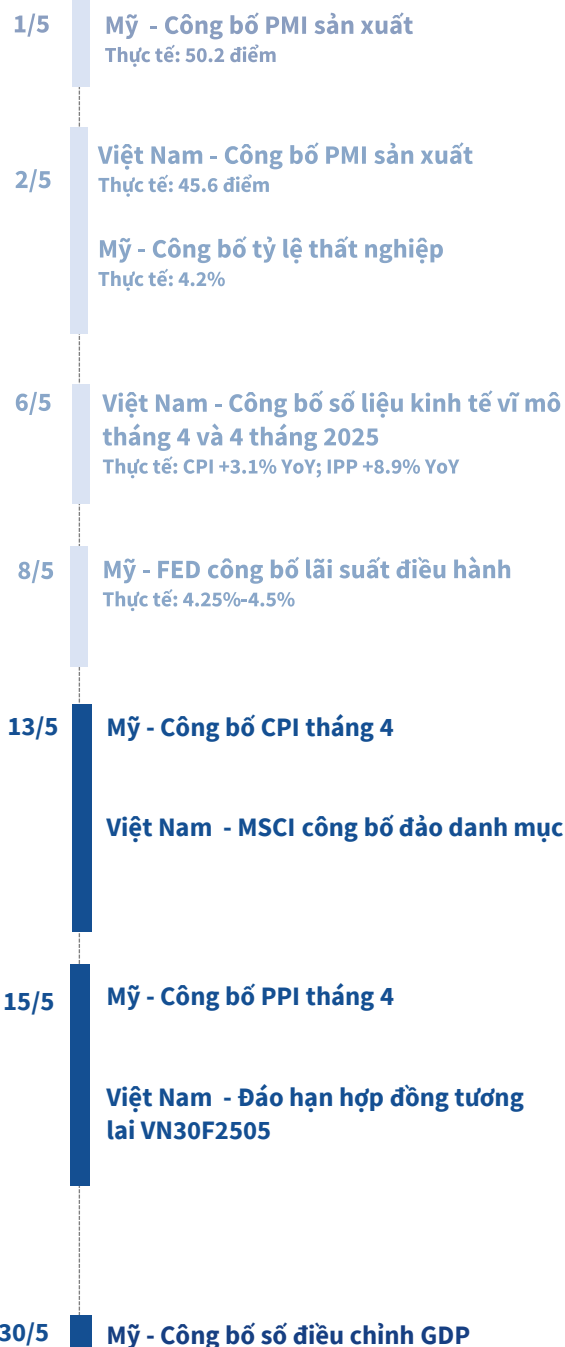 1/5
Mỹ - Công bố PMI sản xuất
Thực tế: 50.2 điểm
2/5
Việt Nam - Công bố PMI sản xuất
Thực tế: 45.6 điểm
Mỹ - Công bố tỷ lệ thất nghiệp
Thực tế: 4.2%
6/5
Việt Nam - Công bố số liệu kinh tế vĩ mô
tháng 4 và 4 tháng 2025
Thực tế: CPI +3.1% YoY; IPP +8.9% YoY
8/5
Mỹ - FED công bố lãi suất điều hành
Thực tế: 4.25%-4.5%
13/5
Mỹ - Công bố CPI tháng 4
Việt Nam - MSCI công bố đảo danh mục
15/5
Mỹ - Công bố PPI tháng 4
Việt Nam - Đáo hạn hợp đồng tương
lai VN30F2505
30/5
Mỹ - Công bố số điều chỉnh GDP